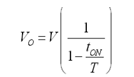 V_O = V ( 1 / ( 1 - t_ON / T ) )